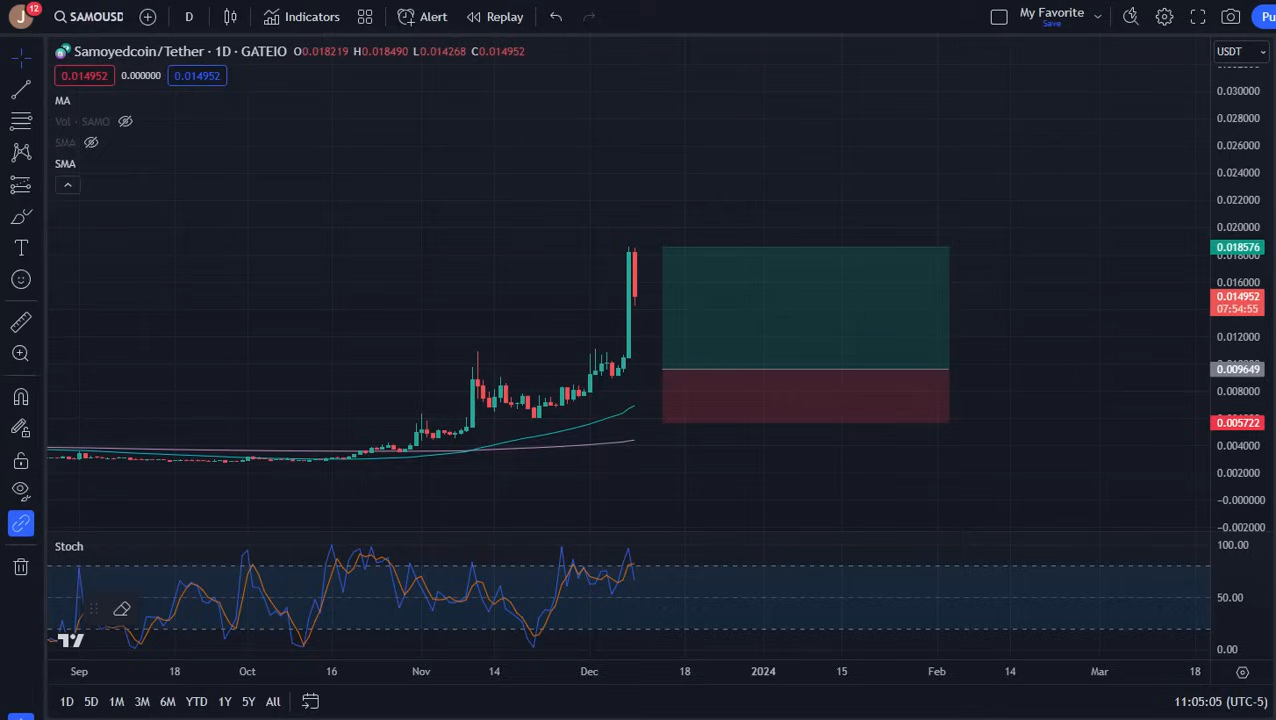 J 12 SAMOUSD D Indicators Alert Replay My Favorite Save Pu
Samoyedcoin/Tether · 1D · GATEIO O0.018219 H0.018490 L0.014268 C0.014952
USDT
0.014952 0.000000 0.014952
MA
Vol · SAMO
SMA
SMA
0.030000
0.028000
0.026000
0.024000
0.022000
0.020000
0.018576
0.018000
0.016000
0.014952
07:54:55
0.012000
0.009649
0.008000
0.005722
0.004000
0.002000
−0.000000
−0.002000
Stoch
100.00
50.00
0.00
Sep 18 Oct 16 Nov 14 Dec 18 2024 15 Feb 14 Mar 18
1D 5D 1M 3M 6M YTD 1Y 5Y All 11:05:05 (UTC-5)